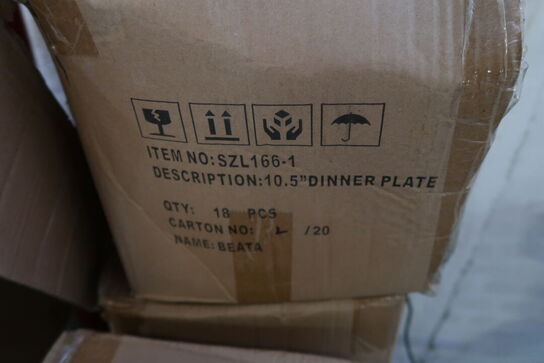 ITEM NO:SZL166-1
DESCRIPTION:10.5"DINNER PLATE
QTY: 18 PCS
CARTON NO: /20
NAME:BEATA